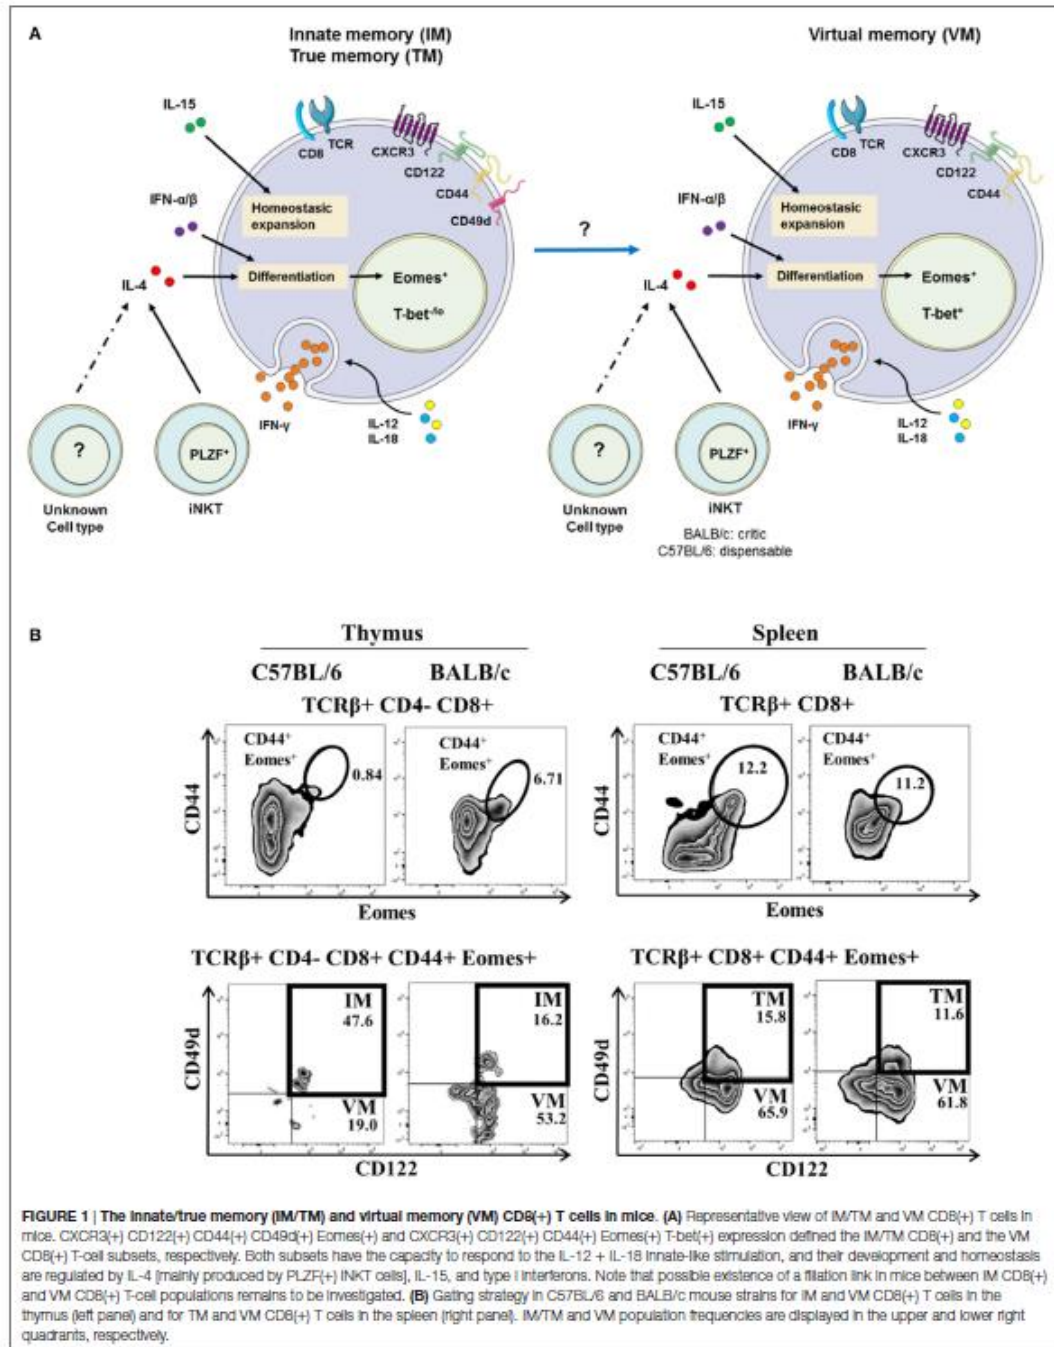 A
Innate memory (IM)
True memory (TM)
Virtual memory (VM)
IL-15
CD8
TCR
CXCR3
CD122
CD44
CD49d
IFN-α/β
Homeostasic
expansion
Differentiation
IL-4
Eomes⁺
T-bet⁻/ˡᵒ
IFN-γ
IL-12
IL-18
?
Unknown
Cell type
PLZF⁺
iNKT
?
IL-15
CD8
TCR
CXCR3
CD122
CD44
IFN-α/β
Homeostasic
expansion
Differentiation
IL-4
Eomes⁺
T-bet⁺
IFN-γ
IL-12
IL-18
?
Unknown
Cell type
PLZF⁺
iNKT
BALB/c: critic
C57BL/6: dispensable
B
Thymus
Spleen
C57BL/6
BALB/c
C57BL/6
BALB/c
TCRβ+ CD4- CD8+
TCRβ+ CD8+
CD44
CD44⁺
Eomes⁺
0.84
CD44⁺
Eomes⁺
6.71
Eomes
CD44
CD44⁺
Eomes⁺
12.2
CD44⁺
Eomes⁺
11.2
Eomes
TCRβ+ CD4- CD8+ CD44+ Eomes+
TCRβ+ CD8+ CD44+ Eomes+
CD49d
IM
47.6
VM
19.0
IM
16.2
VM
53.2
CD122
CD49d
TM
15.8
VM
65.9
TM
11.6
VM
61.8
CD122
FIGURE 1 | The innate/true memory (IM/TM) and virtual memory (VM) CD8(+) T cells in mice. (A) Representative view of IM/TM and VM CD8(+) T cells in
mice. CXCR3(+) CD122(+) CD44(+) CD49d(+) Eomes(+) and CXCR3(+) CD122(+) CD44(+) Eomes(+) T-bet(+) expression defined the IM/TM CD8(+) and the VM
CD8(+) T-cell subsets, respectively. Both subsets have the capacity to respond to the IL-12 + IL-18 innate-like stimulation, and their development and homeostasis
are regulated by IL-4 [mainly produced by PLZF(+) iNKT cells], IL-15, and type I interferons. Note that possible existence of a filiation link in mice between IM CD8(+)
and VM CD8(+) T-cell populations remains to be investigated. (B) Gating strategy in C57BL/6 and BALB/c mouse strains for IM and VM CD8(+) T cells in the
thymus (left panel) and for TM and VM CD8(+) T cells in the spleen (right panel). IM/TM and VM population frequencies are displayed in the upper and lower right
quadrants, respectively.